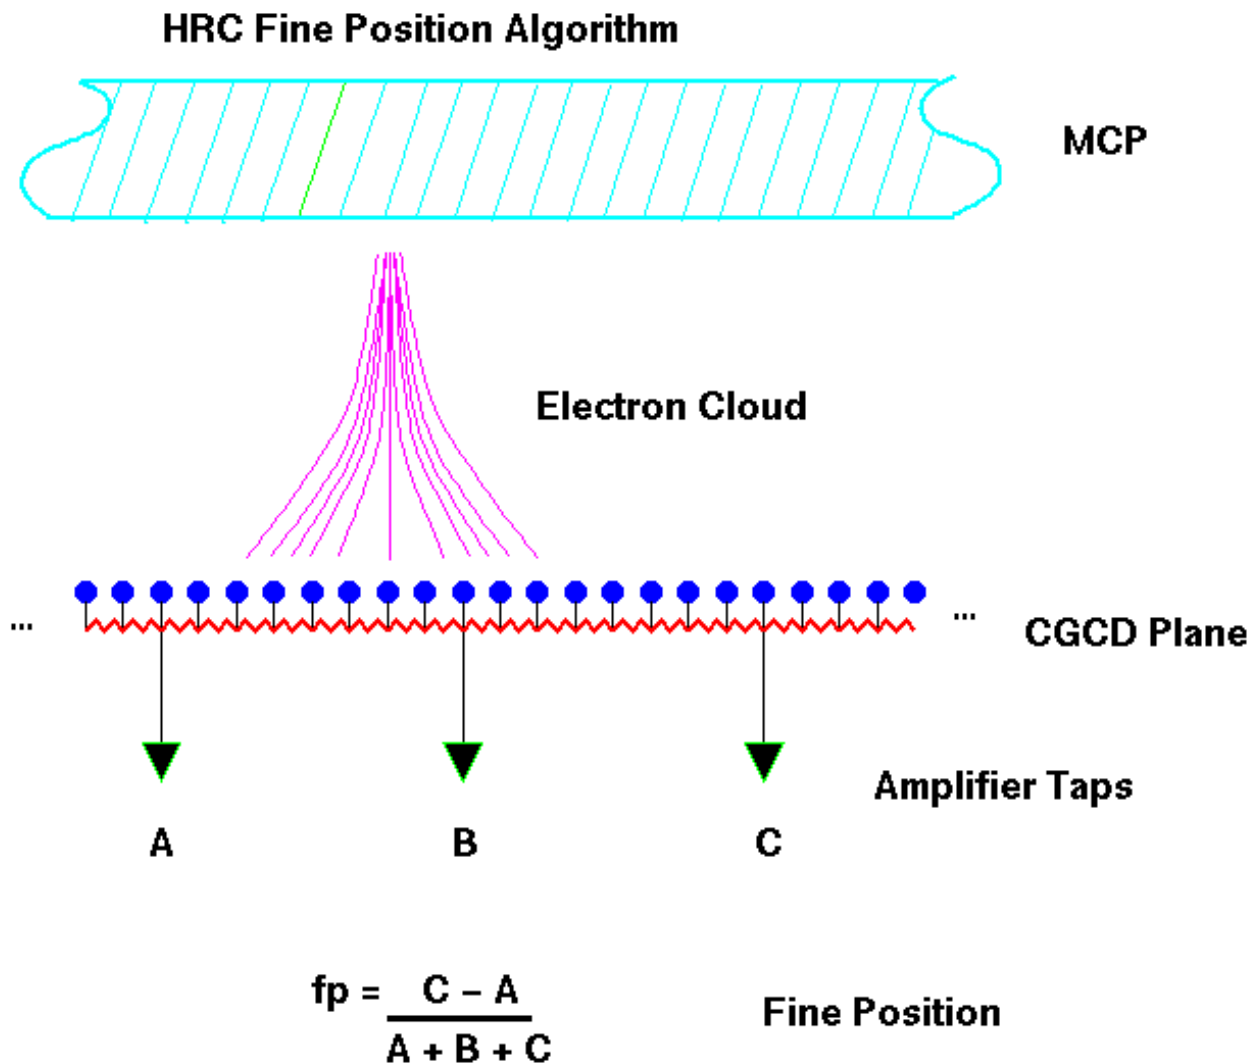 HRC Fine Position Algorithm
MCP
Electron Cloud
... ...
CGCD Plane
Amplifier Taps
A B C
fp = C – A
A + B + C
Fine Position